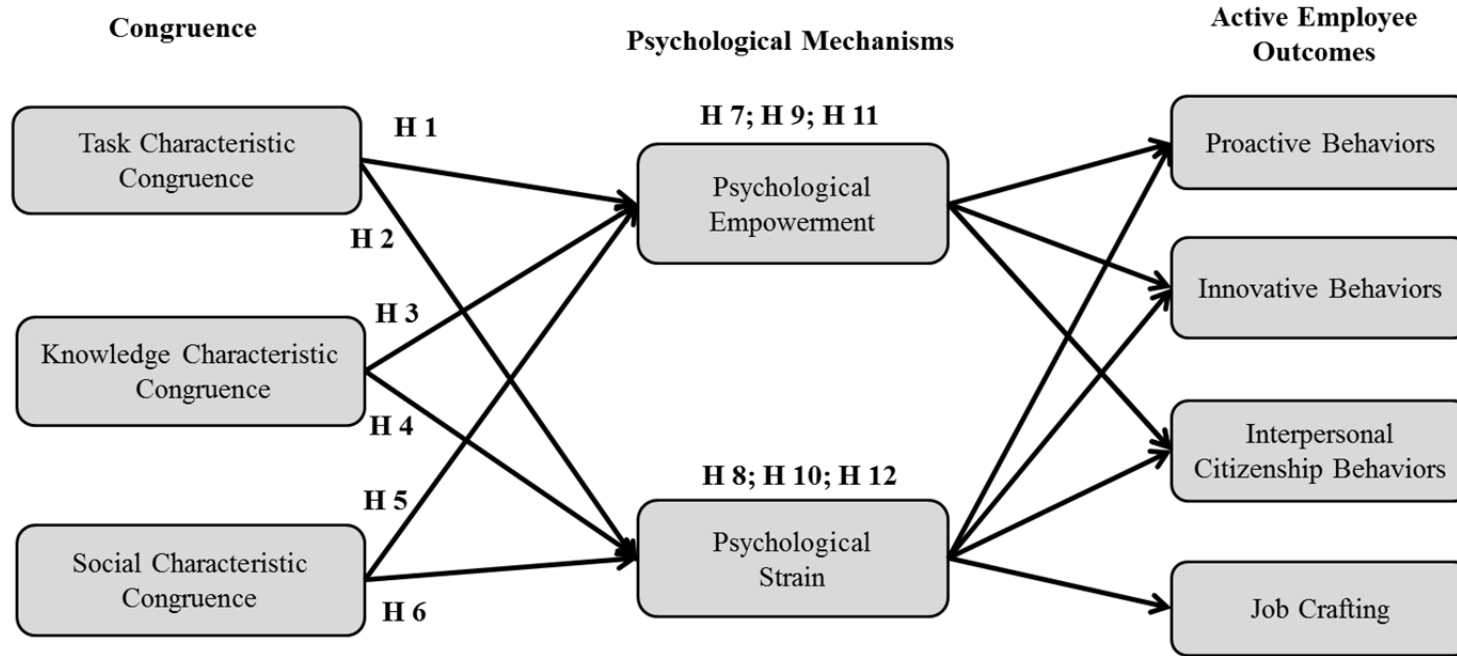 Congruence
Psychological Mechanisms
Active Employee
Outcomes
Task Characteristic
Congruence
H 1
H 2
Knowledge Characteristic
Congruence
H 3
H 4
Social Characteristic
Congruence
H 5
H 6
H 7; H 9; H 11
Psychological
Empowerment
H 8; H 10; H 12
Psychological
Strain
Proactive Behaviors
Innovative Behaviors
Interpersonal
Citizenship Behaviors
Job Crafting